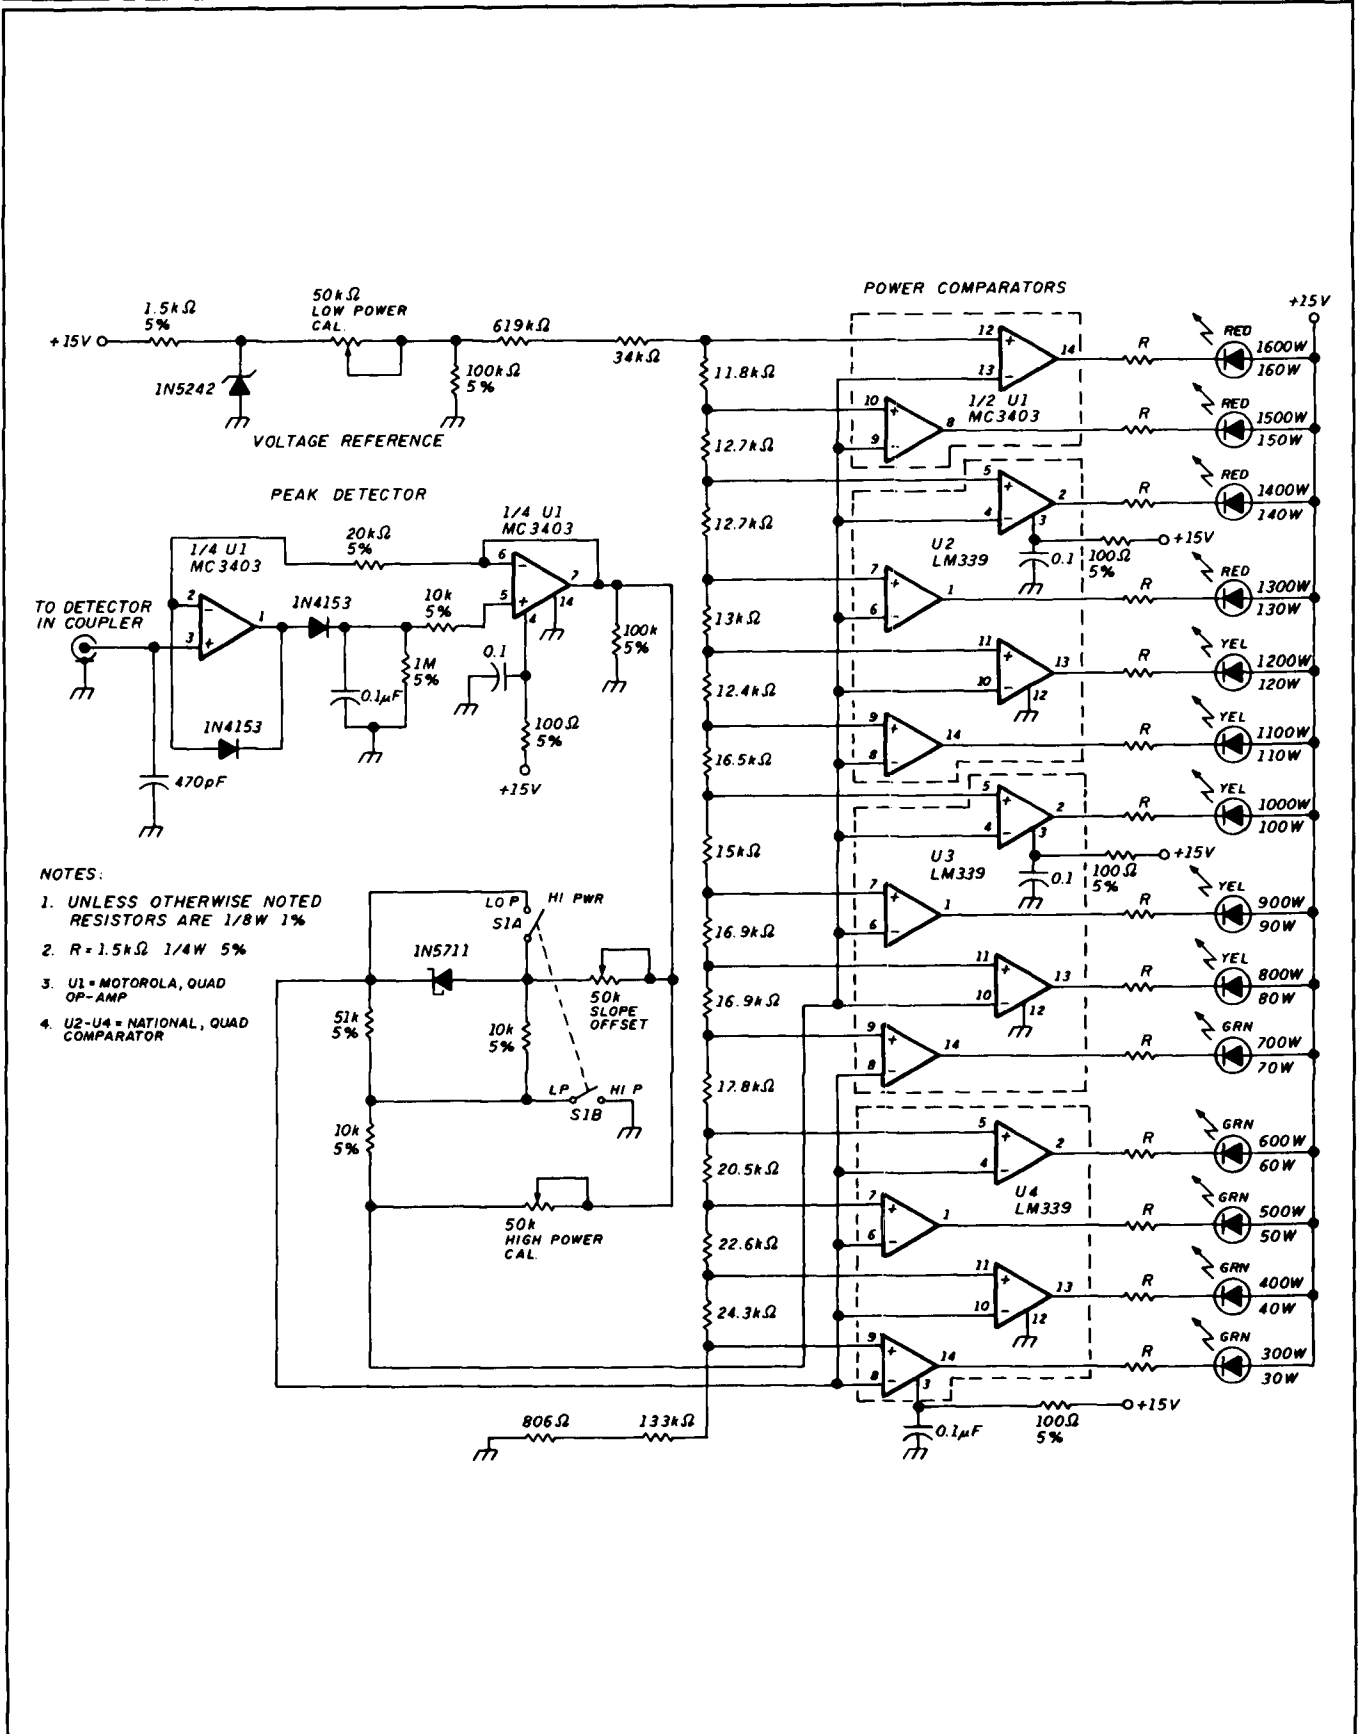 POWER COMPARATORS
+15V
1.5kΩ
5%
50kΩ
LOW POWER
CAL.
619kΩ
34kΩ
+15V
1N5242
100kΩ
5%
VOLTAGE REFERENCE
11.8kΩ
12.7kΩ
12.7kΩ
13kΩ
12.4kΩ
16.5kΩ
15kΩ
16.9kΩ
16.9kΩ
17.8kΩ
20.5kΩ
22.6kΩ
24.3kΩ
806Ω
133kΩ
PEAK DETECTOR
1/4 U1
MC3403
20kΩ
5%
1/4 U1
MC3403
TO DETECTOR
IN COUPLER
2
-
3
+
1
1N4153
10k
5%
6
-
5
+
7
4
14
100k
5%
1M
5%
0.1μF
0.1
100Ω
5%
+15V
1N4153
470pF
NOTES:
1. UNLESS OTHERWISE NOTED
RESISTORS ARE 1/8W 1%
2. R = 1.5kΩ 1/4W 5%
3. U1 = MOTOROLA, QUAD
OP-AMP
4. U2-U4 = NATIONAL, QUAD
COMPARATOR
LO P
HI PWR
S1A
1N5711
50k
SLOPE
OFFSET
51k
5%
10k
5%
LP
HI P
S1B
10k
5%
50k
HIGH POWER
CAL.
12
+
13
-
14
R
RED
1600W
160W
1/2 U1
MC3403
10
+
9
-
8
R
RED
1500W
150W
5
+
4
-
2
3
R
RED
1400W
140W
U2
LM339
0.1
100Ω
5%
+15V
7
+
6
-
1
R
RED
1300W
130W
11
+
10
-
13
12
R
YEL
1200W
120W
9
+
8
-
14
R
YEL
1100W
110W
5
+
4
-
2
3
R
YEL
1000W
100W
U3
LM339
0.1
100Ω
5%
+15V
7
+
6
-
1
R
YEL
900W
90W
11
+
10
-
13
12
R
YEL
800W
80W
9
+
8
-
14
R
GRN
700W
70W
5
+
4
-
2
R
GRN
600W
60W
U4
LM339
7
+
6
-
1
R
GRN
500W
50W
11
+
10
-
13
12
R
GRN
400W
40W
9
+
8
-
14
3
R
GRN
300W
30W
0.1μF
100Ω
5%
+15V